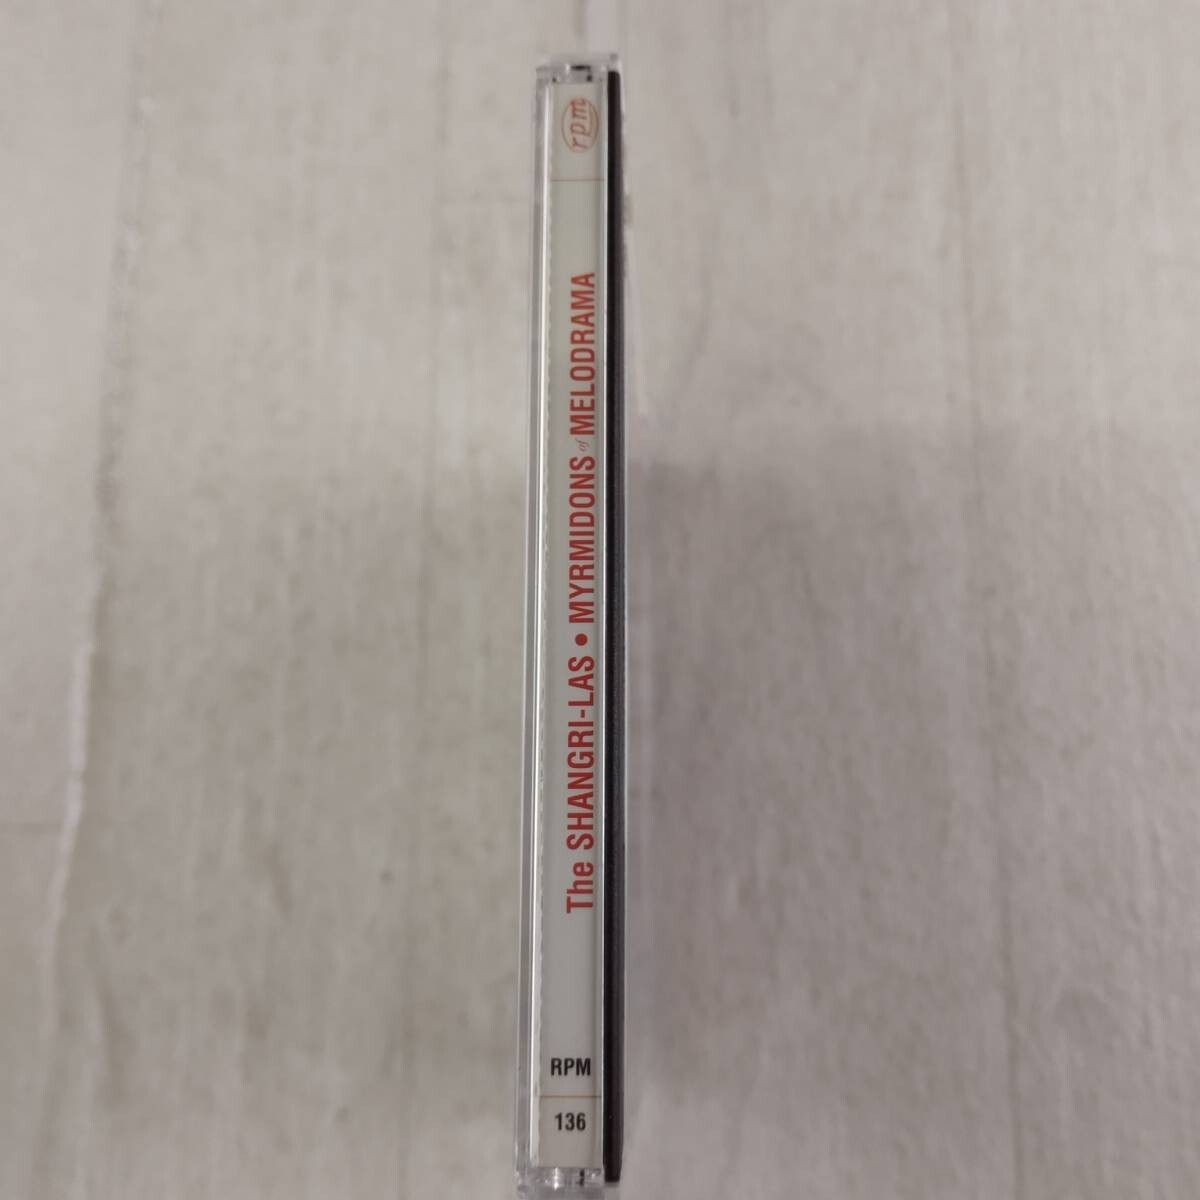 rpm
The SHANGRI-LAS • MYRMIDONS of MELODRAMA
RPM
136